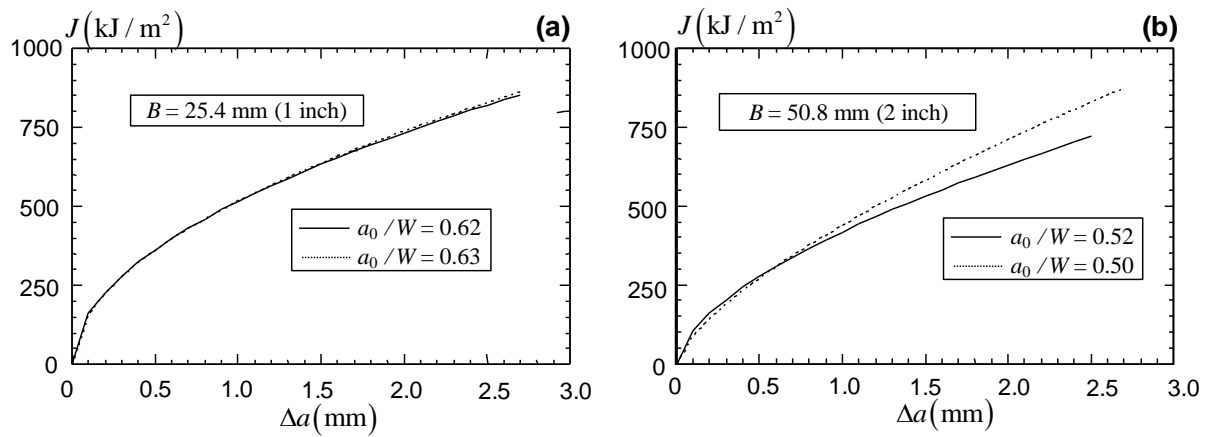 J(kJ / m²) (a)
1000
750
500
250
0
B = 25.4 mm (1 inch)
a₀ /W = 0.62
a₀ /W = 0.63
0 0.5 1.0 1.5 2.0 2.5 3.0
Δa(mm)
J(kJ / m²) (b)
1000
750
500
250
0
B = 50.8 mm (2 inch)
a₀ /W = 0.52
a₀ /W = 0.50
0 0.5 1.0 1.5 2.0 2.5 3.0
Δa(mm)